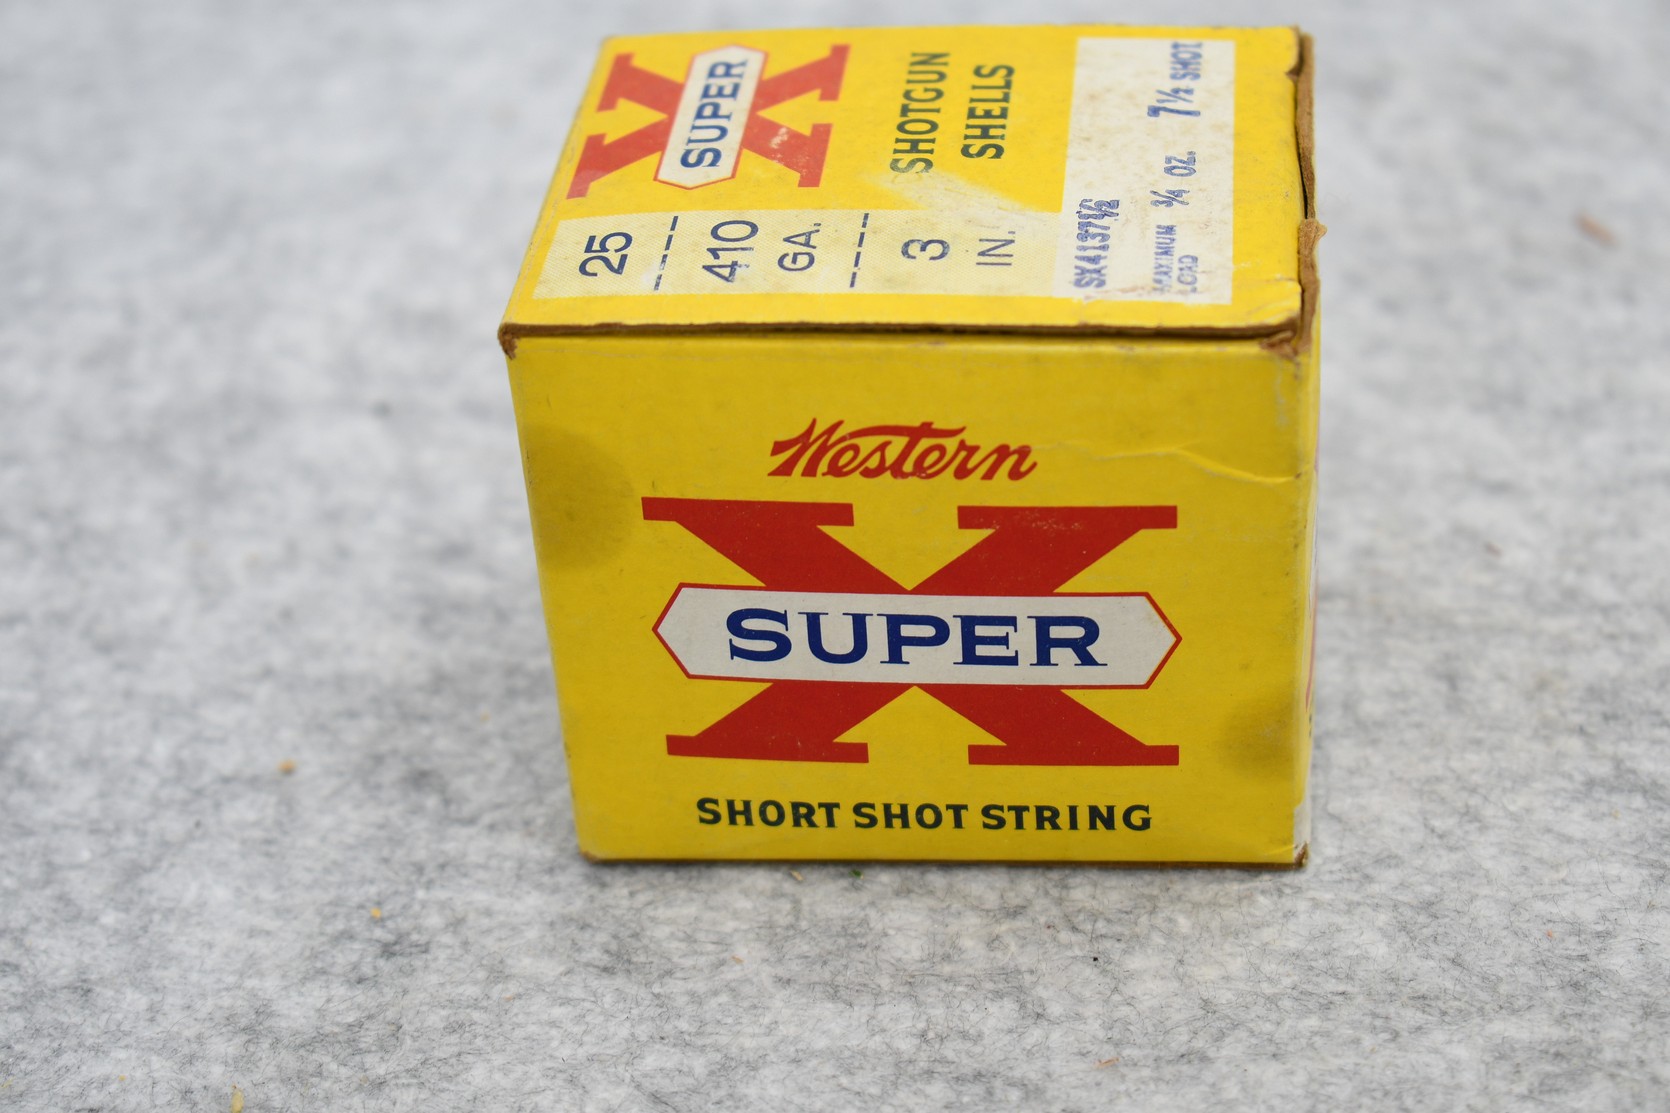 SUPER X
SHOTGUN
SHELLS
25
410
GA.
3
IN.
SX4137½
MAXIMUM
LOAD
¾ OZ. 7½ SHOT
Western
SUPER X
SHORT SHOT STRING